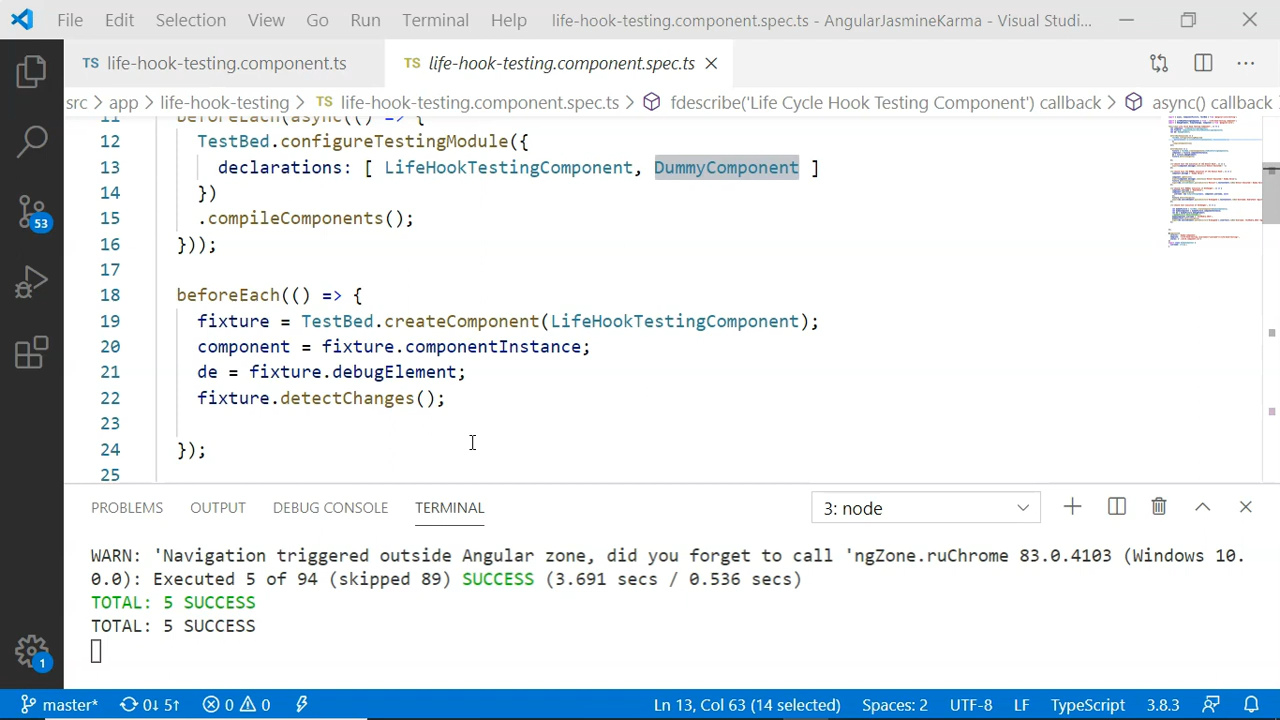 File Edit Selection View Go Run Terminal Help life-hook-testing.component.spec.ts - AngularJasmineKarma - Visual Studi...
TS life-hook-testing.component.ts TS life-hook-testing.component.spec.ts
src > app > life-hook-testing > TS life-hook-testing.component.spec.ts > fdescribe('Life Cycle Hook Testing Component') callback > async() callback
11 beforeEach(async(() => {
12 TestBed.configureTestingModule({
13 declarations: [ LifeHookTestingComponent, DummyComponent ]
14 })
15 .compileComponents();
16 }));
17
18 beforeEach(() => {
19 fixture = TestBed.createComponent(LifeHookTestingComponent);
20 component = fixture.componentInstance;
21 de = fixture.debugElement;
22 fixture.detectChanges();
23
24 });
25
53
PROBLEMS OUTPUT DEBUG CONSOLE TERMINAL 3: node
WARN: 'Navigation triggered outside Angular zone, did you forget to call 'ngZone.ruChrome 83.0.4103 (Windows 10.
0.0): Executed 5 of 94 (skipped 89) SUCCESS (3.691 secs / 0.536 secs)
TOTAL: 5 SUCCESS
TOTAL: 5 SUCCESS
1
master* 0↓ 5↑ 0 0 Ln 13, Col 63 (14 selected) Spaces: 2 UTF-8 LF TypeScript 3.8.3